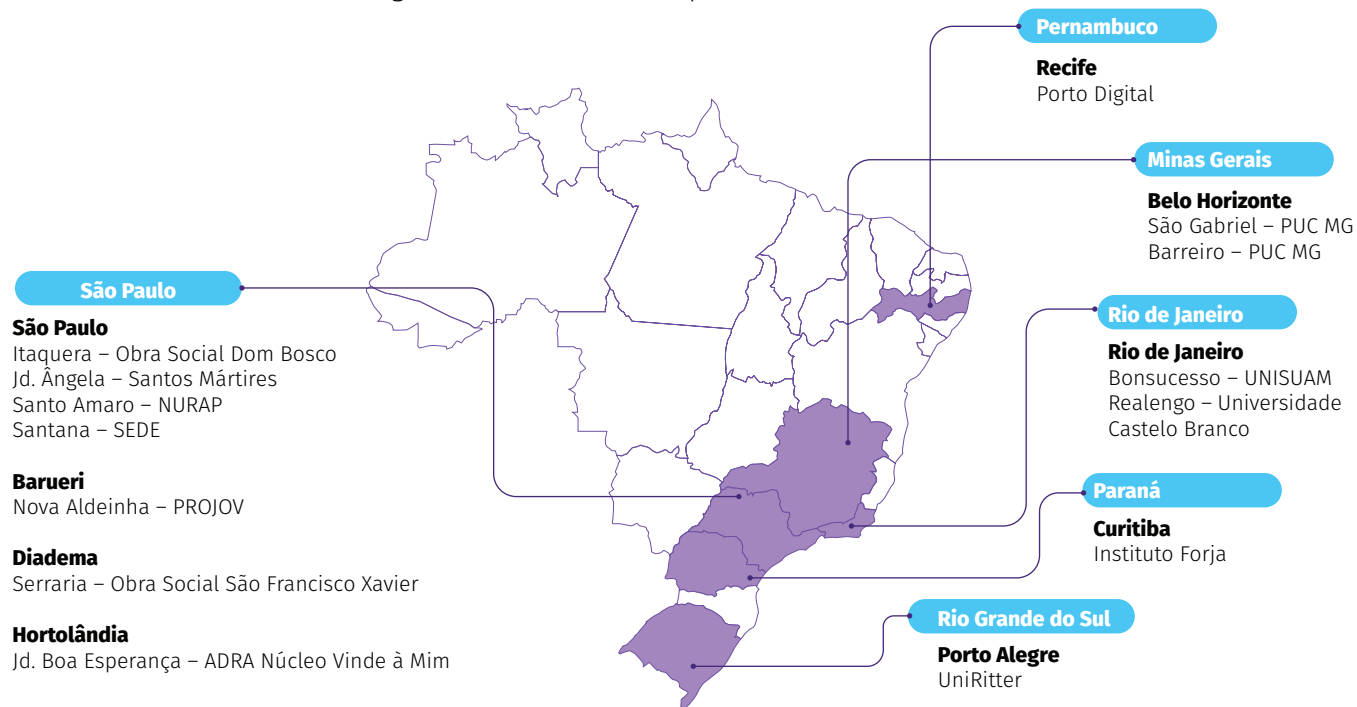 Pernambuco
Recife
Porto Digital
Minas Gerais
Belo Horizonte
São Gabriel – PUC MG
Barreiro – PUC MG
São Paulo
São Paulo
Itaquera – Obra Social Dom Bosco
Jd. Ângela – Santos Mártires
Santo Amaro – NURAP
Santana – SEDE
Barueri
Nova Aldeinha – PROJOV
Diadema
Serraria – Obra Social São Francisco Xavier
Hortolândia
Jd. Boa Esperança – ADRA Núcleo Vinde à Mim
Rio de Janeiro
Rio de Janeiro
Bonsucesso – UNISUAM
Realengo – Universidade
Castelo Branco
Paraná
Curitiba
Instituto Forja
Rio Grande do Sul
Porto Alegre
UniRitter